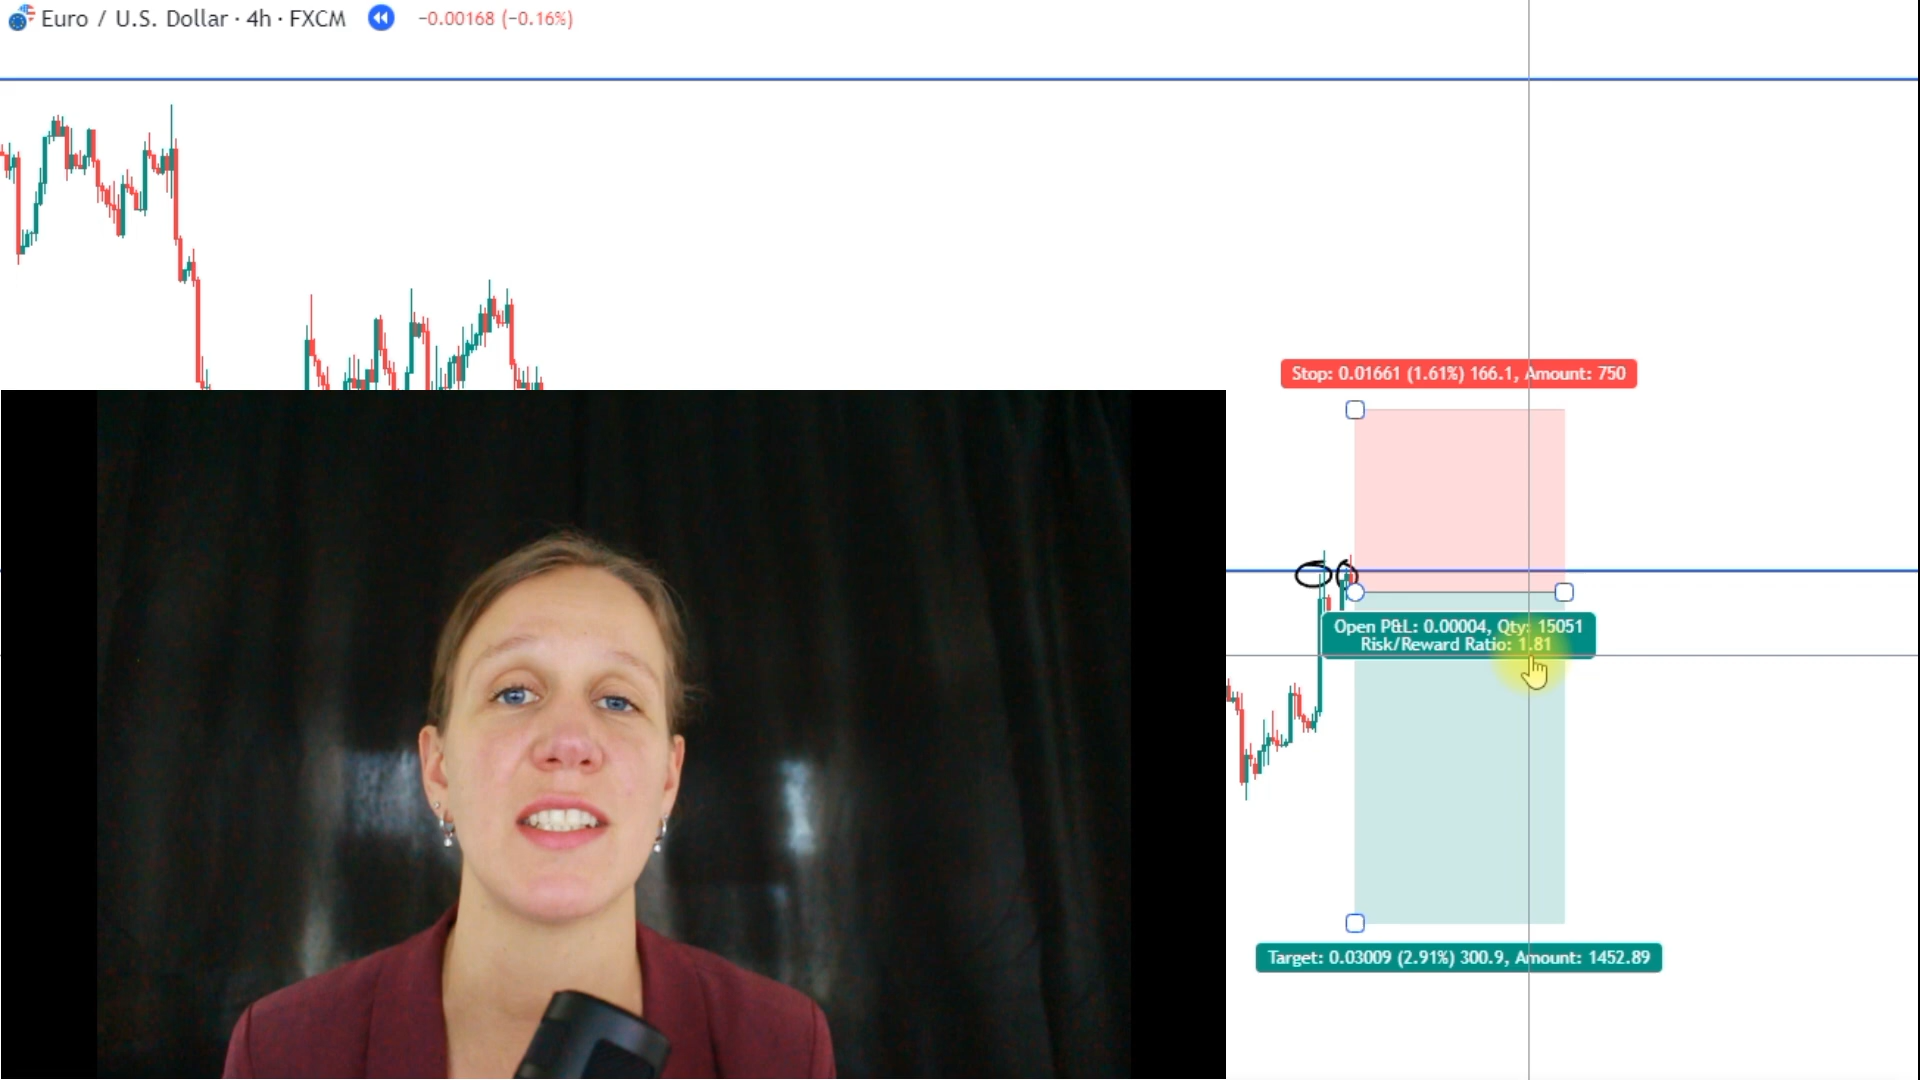 Euro / U.S. Dollar · 4h · FXCM −0.00168 (−0.16%)
Stop: 0.01661 (1.61%) 166.1, Amount: 750
Open P&L: 0.00004, Qty: 15051
Risk/Reward Ratio: 1.81
Target: 0.03009 (2.91%) 300.9, Amount: 1452.89